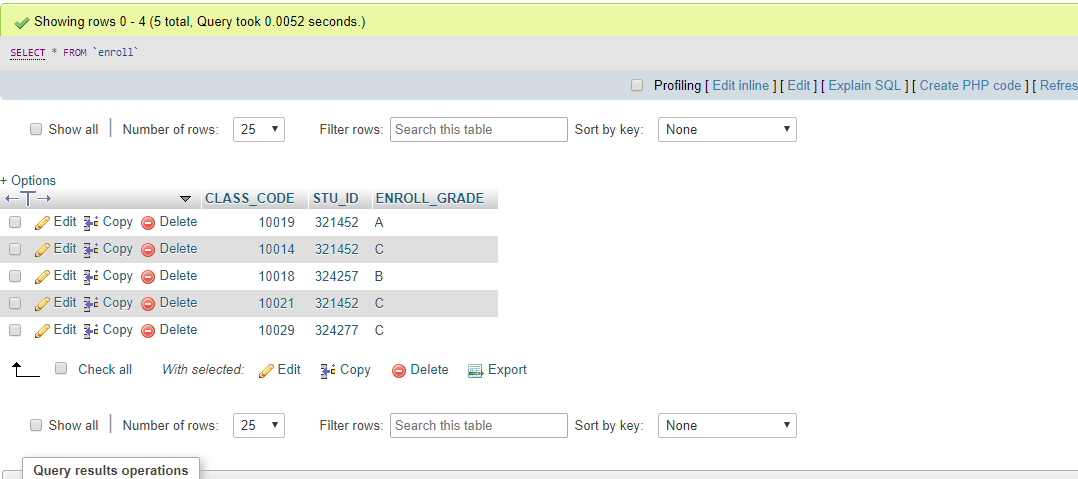 Showing rows 0 - 4 (5 total, Query took 0.0052 seconds.)
SELECT * FROM `enroll`
Profiling [ Edit inline ] [ Edit ] [ Explain SQL ] [ Create PHP code ] [ Refres
Show all | Number of rows: 25 Filter rows: Search this table Sort by key: None
+ Options
←T→ CLASS_CODE STU_ID ENROLL_GRADE
Edit Copy Delete 10019 321452 A
Edit Copy Delete 10014 321452 C
Edit Copy Delete 10018 324257 B
Edit Copy Delete 10021 321452 C
Edit Copy Delete 10029 324277 C
Check all With selected: Edit Copy Delete Export
Show all | Number of rows: 25 Filter rows: Search this table Sort by key: None
Query results operations